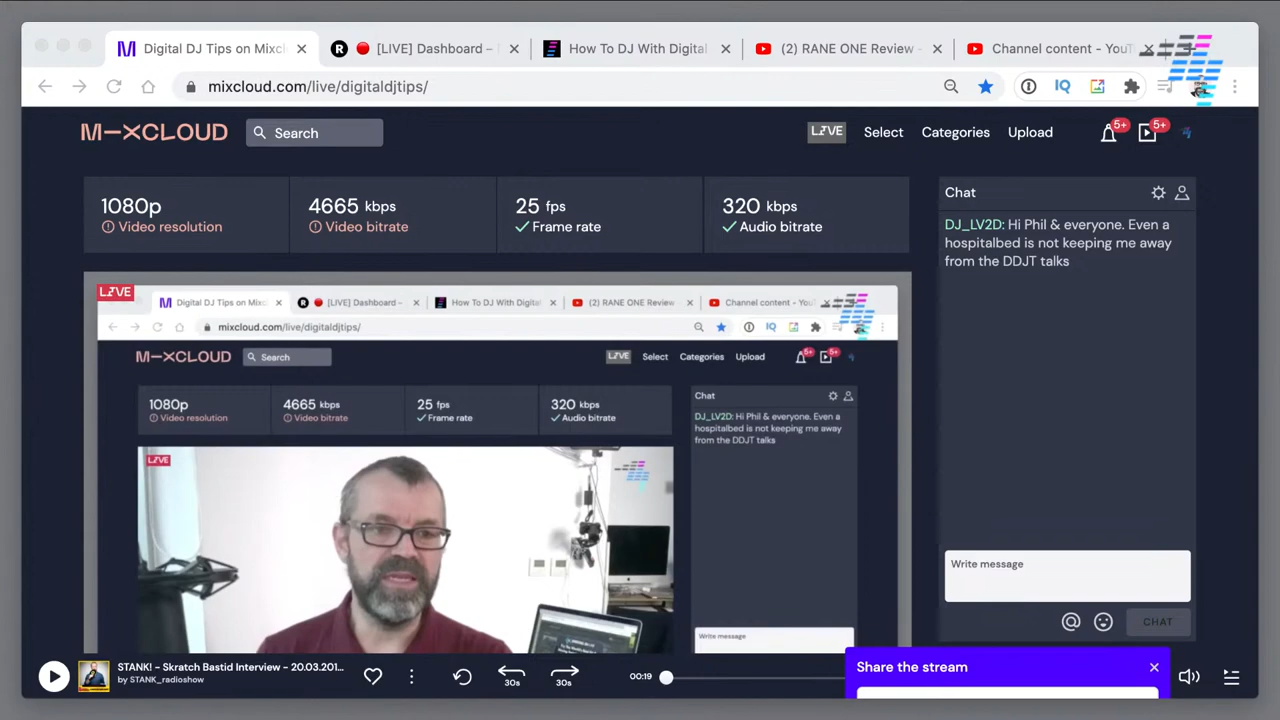 Digital DJ Tips on Mixcl
[LIVE] Dashboard –
How To DJ With Digital
(2) RANE ONE Review
Channel content - YouT
mixcloud.com/live/digitaldjtips/
IQ
MIXCLOUD
Search
LIVE
Select
Categories
Upload
5+
5+
1080p
Video resolution
4665 kbps
Video bitrate
25 fps
Frame rate
320 kbps
Audio bitrate
Chat
DJ_LV2D: Hi Phil & everyone. Even a
hospitalbed is not keeping me away
from the DDJT talks
LIVE
Digital DJ Tips on Mixcl
[LIVE] Dashboard -
How To DJ With Digital
(2) RANE ONE Review
Channel content - YouT
mixcloud.com/live/digitaldjtips/
IQ
MIXCLOUD
Search
LIVE
Select
Categories
Upload
5+
5+
1080p
Video resolution
4665 kbps
Video bitrate
25 fps
Frame rate
320 kbps
Audio bitrate
Chat
DJ_LV2D: Hi Phil & everyone. Even a
hospitalbed is not keeping me away
from the DDJT talks
LIVE
Write message
Write message
CHAT
STANK! – Skratch Bastid Interview – 20.03.201...
by STANK_radioshow
30s
30s
00:19
Share the stream